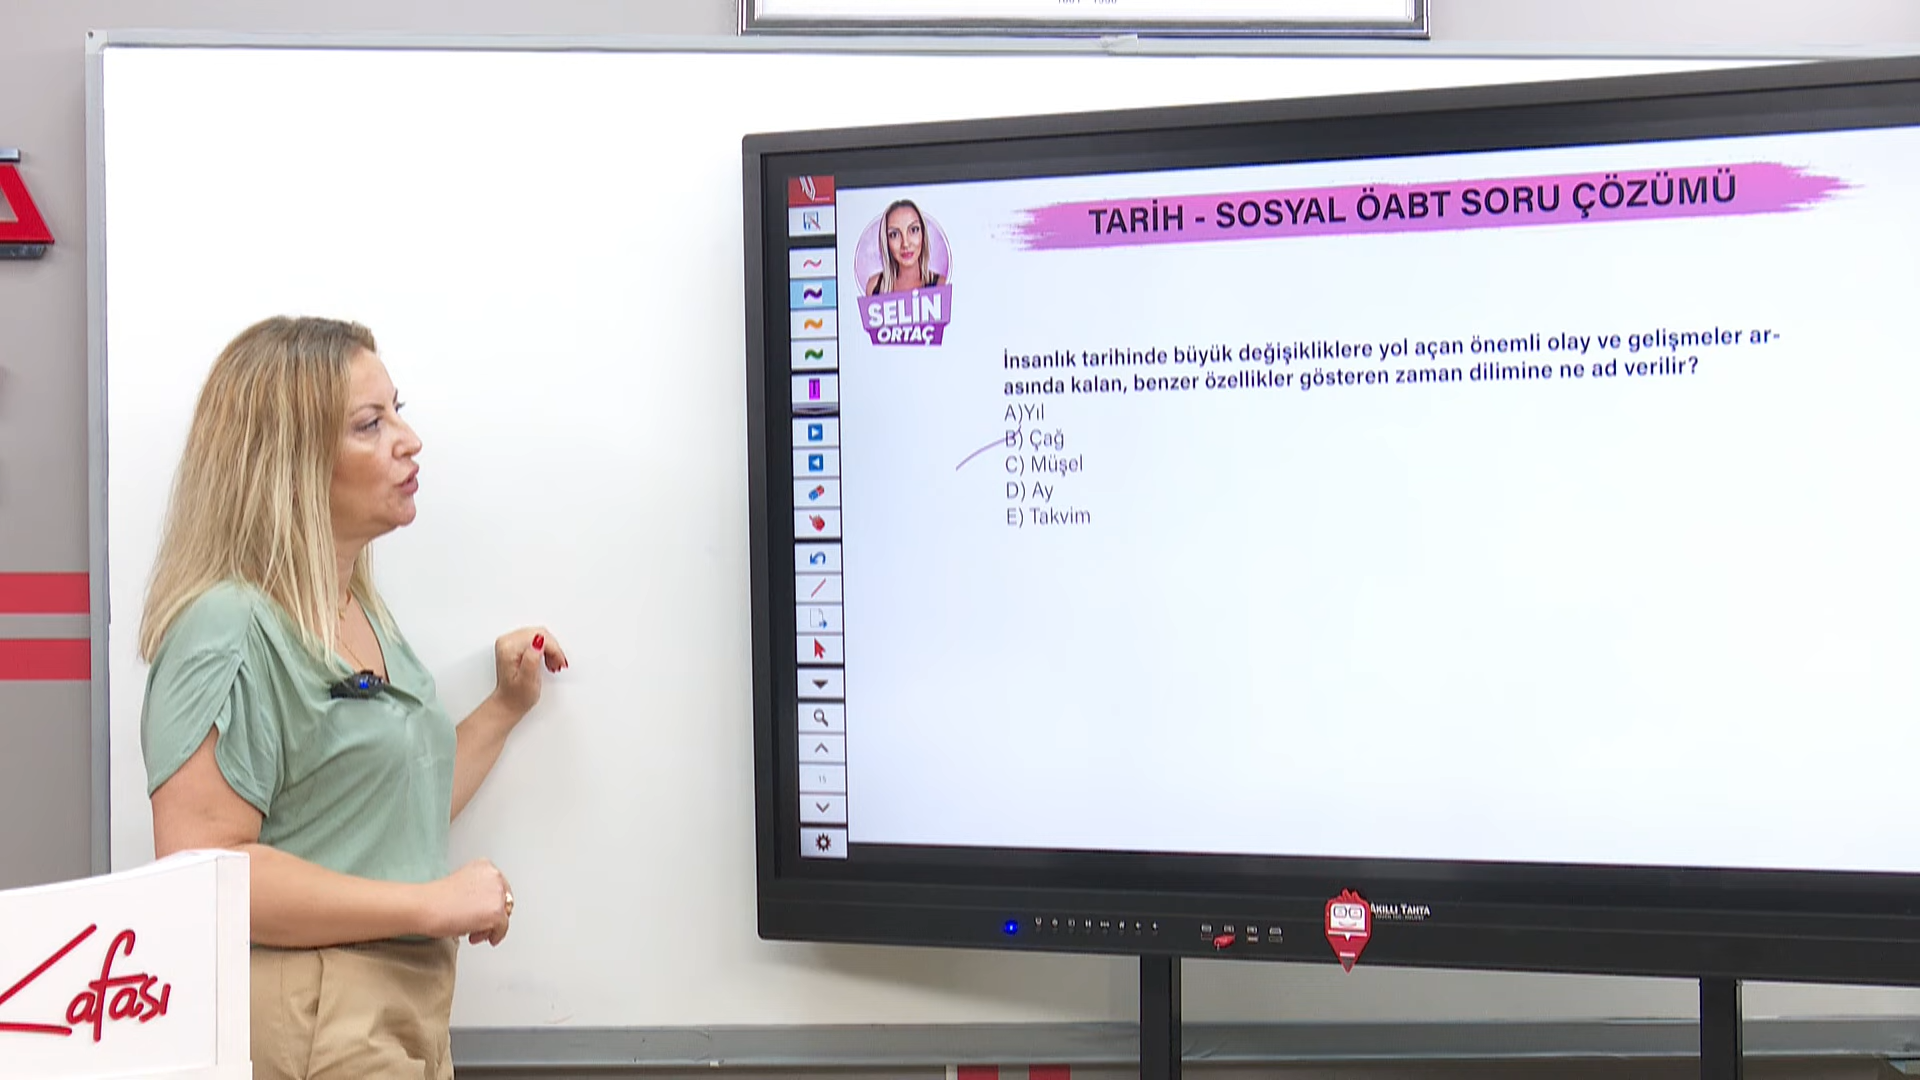 TARİH - SOSYAL ÖABT SORU ÇÖZÜMÜ
SELİN
ORTAÇ
İnsanlık tarihinde büyük değişikliklere yol açan önemli olay ve gelişmeler ar-
asında kalan, benzer özellikler gösteren zaman dilimine ne ad verilir?
A)Yıl
B) Çağ
C) Müşel
D) Ay
E) Takvim
15
AKILLI TAHTA
Kafası